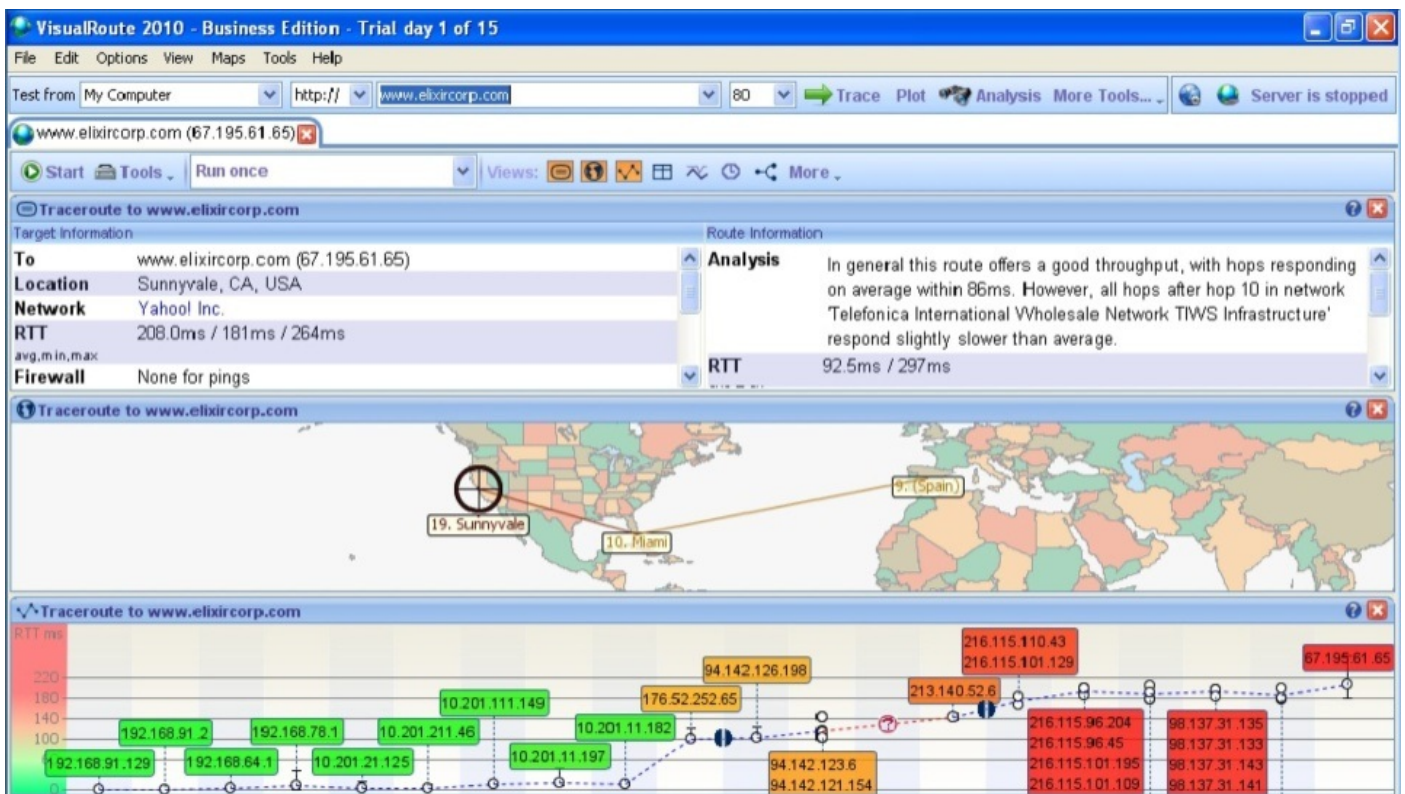 VisualRoute 2010 - Business Edition - Trial day 1 of 15
File Edit Options View Maps Tools Help
Test from My Computer http:// www.elixircorp.com 80 Trace Plot Analysis More Tools... Server is stopped
www.elixircorp.com (67.195.61.65)
Start Tools Run once Views: More
Traceroute to www.elixircorp.com
Target Information
To www.elixircorp.com (67.195.61.65)
Location Sunnyvale, CA, USA
Network Yahoo! Inc.
RTT 208.0ms / 181ms / 264ms
avg,min,max
Firewall None for pings
Route Information
Analysis In general this route offers a good throughput, with hops responding
on average within 86ms. However, all hops after hop 10 in network
'Telefonica International Wholesale Network TIWS Infrastructure'
respond slightly slower than average.
RTT 92.5ms / 297ms
Traceroute to www.elixircorp.com
9. (Spain)
19. Sunnyvale
10. Miami
Traceroute to www.elixircorp.com
RTT ms
220
180
140
100
0
192.168.91.129
192.168.91.2
192.168.64.1
192.168.78.1
10.201.21.125
10.201.211.46
10.201.111.149
10.201.11.197
10.201.11.182
176.52.252.65
94.142.126.198
94.142.123.6
94.142.121.154
213.140.52.6
216.115.110.43
216.115.101.129
216.115.96.204
216.115.96.45
216.115.101.195
216.115.101.109
98.137.31.135
98.137.31.133
98.137.31.143
98.137.31.141
67.195.61.65